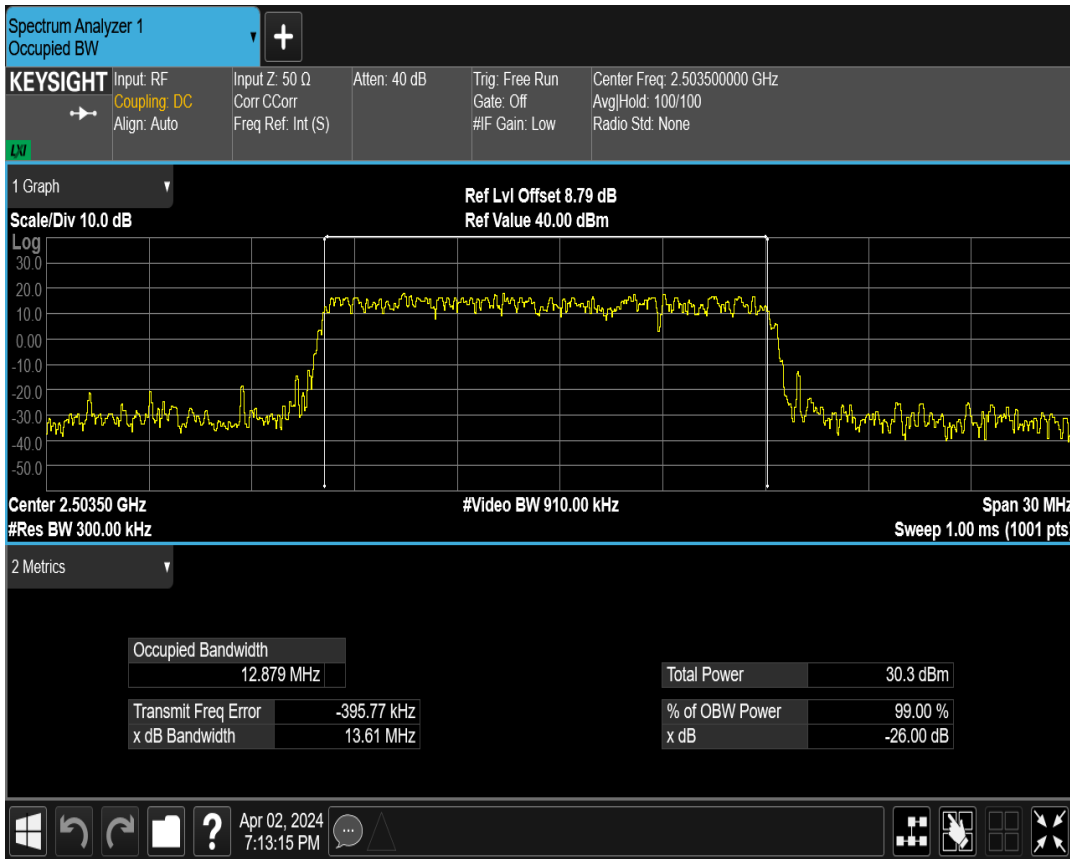 Spectrum Analyzer 1
Occupied BW
+
KEYSIGHT
LXI
Input: RF
Coupling: DC
Align: Auto
Input Z: 50 Ω
Corr CCorr
Freq Ref: Int (S)
Atten: 40 dB
Trig: Free Run
Gate: Off
#IF Gain: Low
Center Freq: 2.503500000 GHz
Avg|Hold: 100/100
Radio Std: None
1 Graph
Scale/Div 10.0 dB
Ref Lvl Offset 8.79 dB
Ref Value 40.00 dBm
Log
30.0
20.0
10.0
0.00
-10.0
-20.0
-30.0
-40.0
-50.0
Center 2.50350 GHz
#Video BW 910.00 kHz
Span 30 MHz
#Res BW 300.00 kHz
Sweep 1.00 ms (1001 pts)
2 Metrics
Occupied Bandwidth
12.879 MHz
Total Power 30.3 dBm
Transmit Freq Error -395.77 kHz
% of OBW Power 99.00 %
x dB Bandwidth 13.61 MHz
x dB -26.00 dB
?
Apr 02, 2024
7:13:15 PM